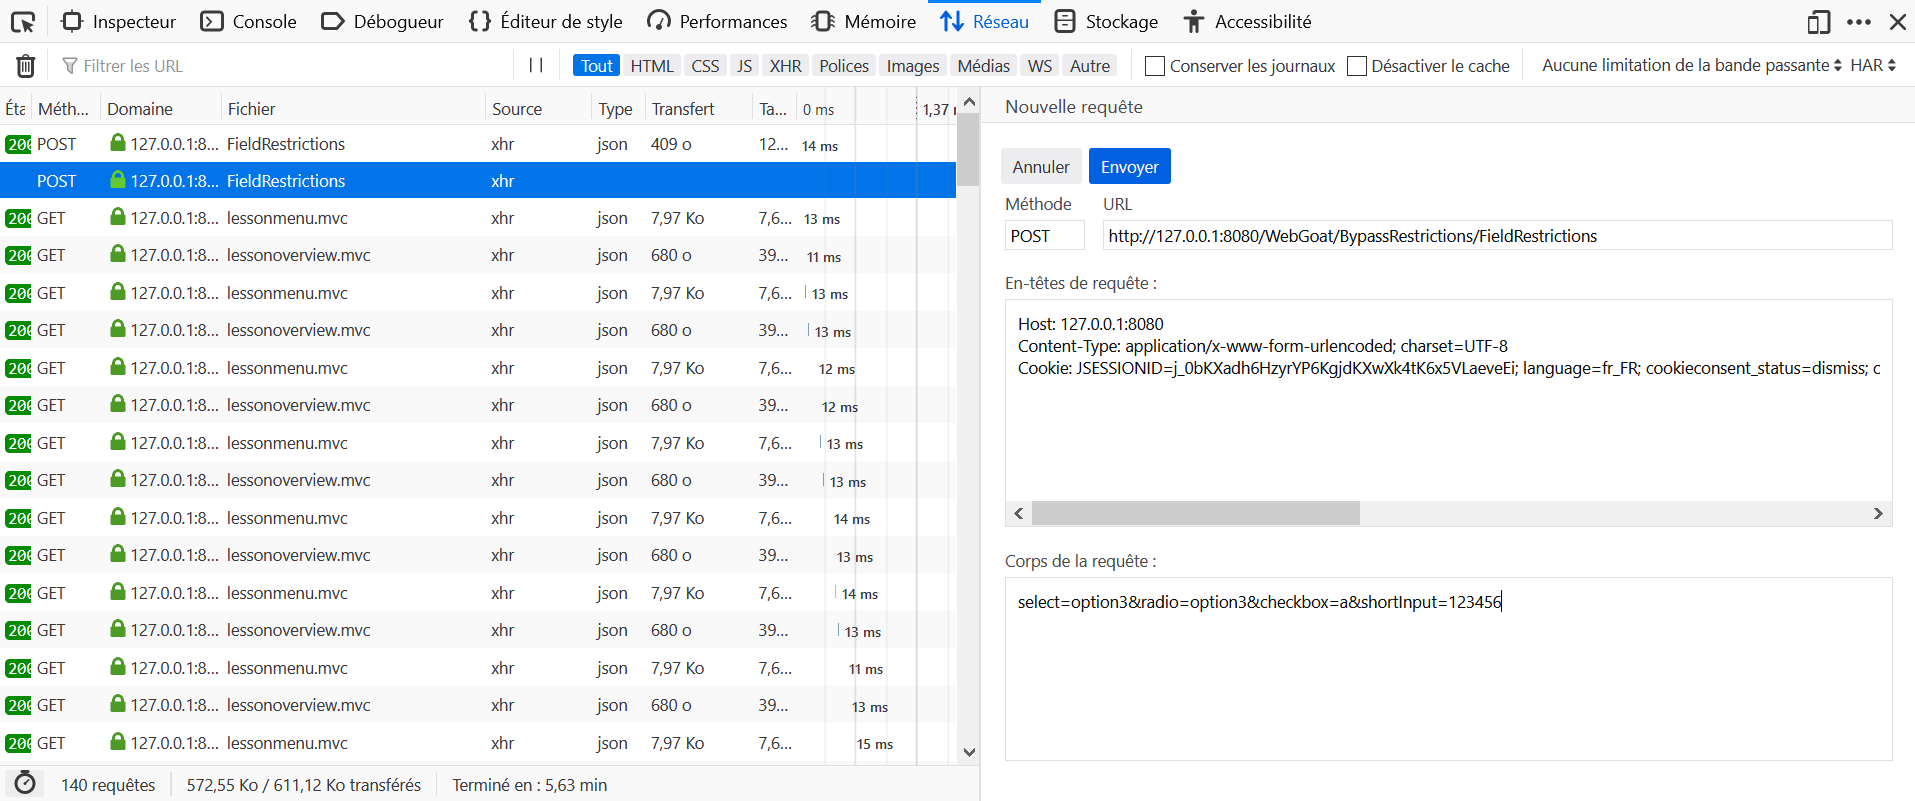 Inspecteur Console Débogueur Éditeur de style Performances Mémoire Réseau Stockage Accessibilité
Filtrer les URL Tout HTML CSS JS XHR Polices Images Médias WS Autre Conserver les journaux Désactiver le cache Aucune limitation de la bande passante HAR
Éta Méth... Domaine Fichier Source Type Transfert Ta... 0 ms 1,37
POST 127.0.0.1:8... FieldRestrictions xhr json 409 o 12... 14 ms
POST 127.0.0.1:8... FieldRestrictions xhr
GET 127.0.0.1:8... lessonmenu.mvc xhr json 7,97 Ko 7,6... 13 ms
GET 127.0.0.1:8... lessonoverview.mvc xhr json 680 o 39... 11 ms
GET 127.0.0.1:8... lessonmenu.mvc xhr json 7,97 Ko 7,6... 13 ms
GET 127.0.0.1:8... lessonoverview.mvc xhr json 680 o 39... 13 ms
GET 127.0.0.1:8... lessonmenu.mvc xhr json 7,97 Ko 7,6... 12 ms
GET 127.0.0.1:8... lessonoverview.mvc xhr json 680 o 39... 12 ms
GET 127.0.0.1:8... lessonmenu.mvc xhr json 7,97 Ko 7,6... 13 ms
GET 127.0.0.1:8... lessonoverview.mvc xhr json 680 o 39... 13 ms
GET 127.0.0.1:8... lessonmenu.mvc xhr json 7,97 Ko 7,6... 14 ms
GET 127.0.0.1:8... lessonoverview.mvc xhr json 680 o 39... 13 ms
GET 127.0.0.1:8... lessonmenu.mvc xhr json 7,97 Ko 7,6... 14 ms
GET 127.0.0.1:8... lessonoverview.mvc xhr json 680 o 39... 13 ms
GET 127.0.0.1:8... lessonmenu.mvc xhr json 7,97 Ko 7,6... 11 ms
GET 127.0.0.1:8... lessonoverview.mvc xhr json 680 o 39... 13 ms
GET 127.0.0.1:8... lessonmenu.mvc xhr json 7,97 Ko 7,6... 15 ms
140 requêtes 572,55 Ko / 611,12 Ko transférés Terminé en : 5,63 min
Nouvelle requête
Annuler Envoyer
Méthode URL
POST http://127.0.0.1:8080/WebGoat/BypassRestrictions/FieldRestrictions
En-têtes de requête :
Host: 127.0.0.1:8080
Content-Type: application/x-www-form-urlencoded; charset=UTF-8
Cookie: JSESSIONID=j_0bKXadh6HzyrYP6KgjdKXwXk4tK6x5VLaeveEi; language=fr_FR; cookieconsent_status=dismiss; c
Corps de la requête :
select=option3&radio=option3&checkbox=a&shortInput=123456